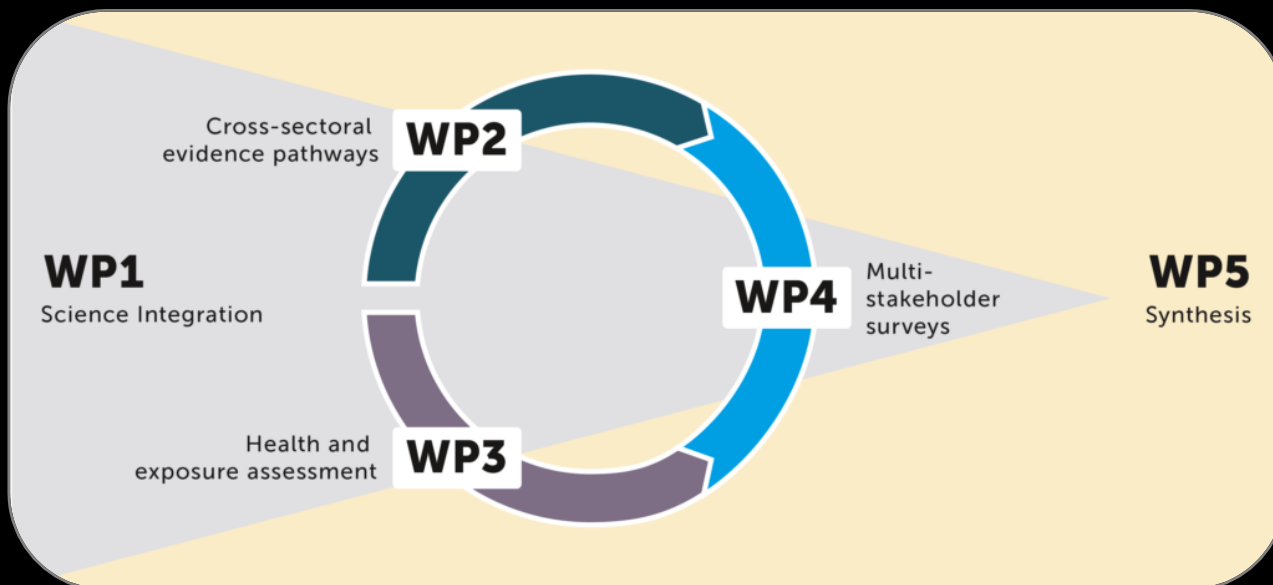 Cross-sectoral
evidence pathways
WP2
WP1
Science Integration
WP4
Multi-
stakeholder
surveys
WP5
Synthesis
Health and
exposure assessment
WP3